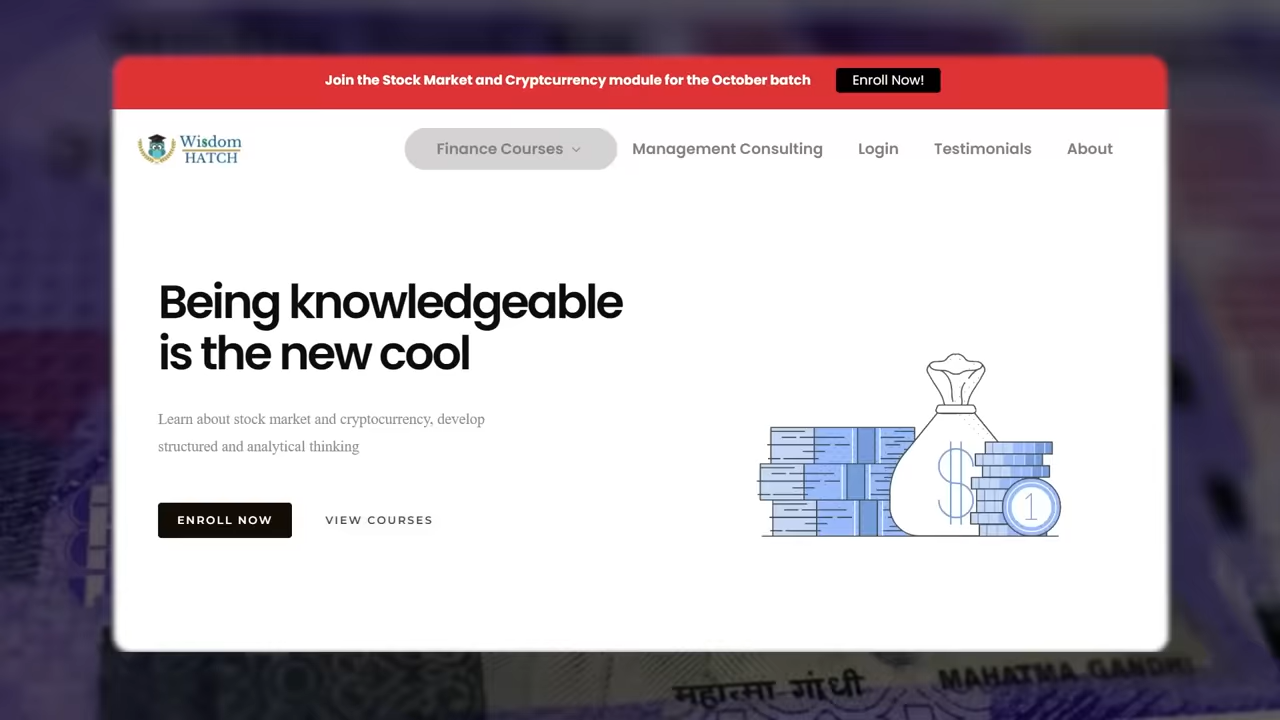 Join the Stock Market and Cryptcurrency module for the October batch Enroll Now!
Wisdom
HATCH
Finance Courses Management Consulting Login Testimonials About
Being knowledgeable
is the new cool
Learn about stock market and cryptocurrency, develop
structured and analytical thinking
ENROLL NOW VIEW COURSES
$
1
महात्मा गांधी MAHATMA GANDHI